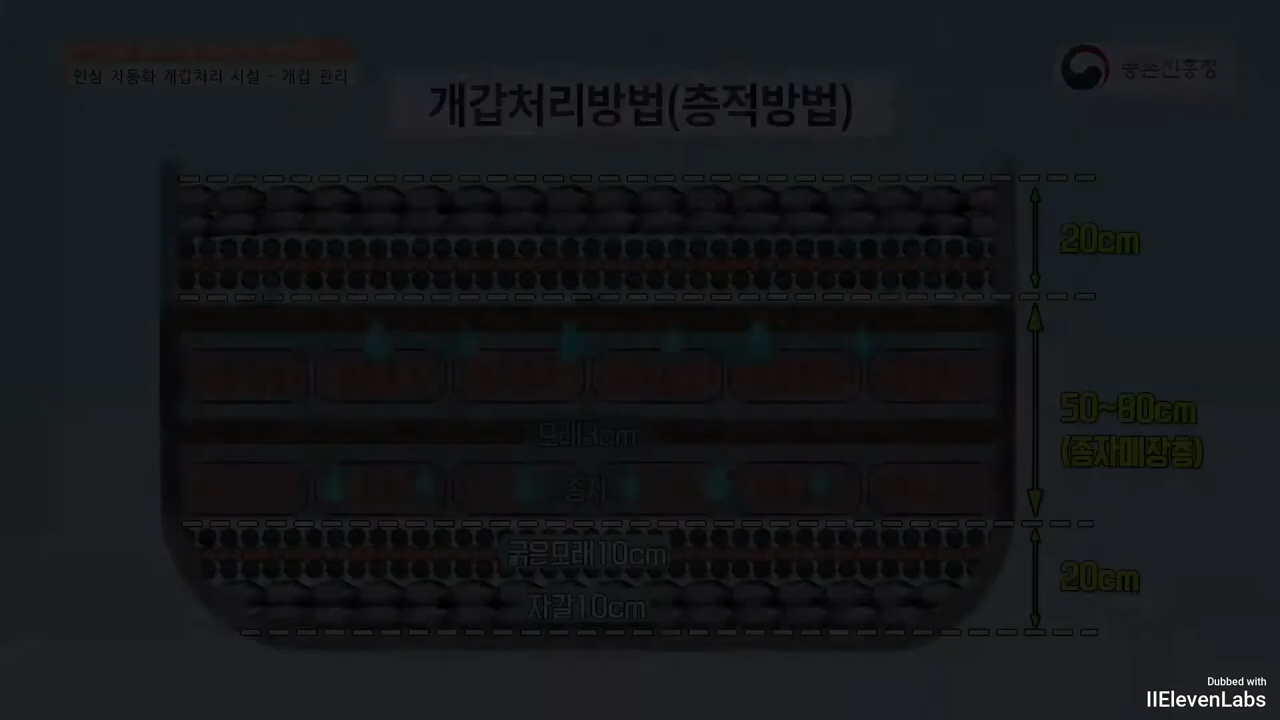 인삼 자동화 개갑처리 시설 - 개갑 관리
농촌진흥청
개갑처리방법(층적방법)
20cm
50~80cm
(종자매장층)
모래3cm
종자
굵은모래10cm
자갈10cm
20cm
Dubbed with
IIElevenLabs